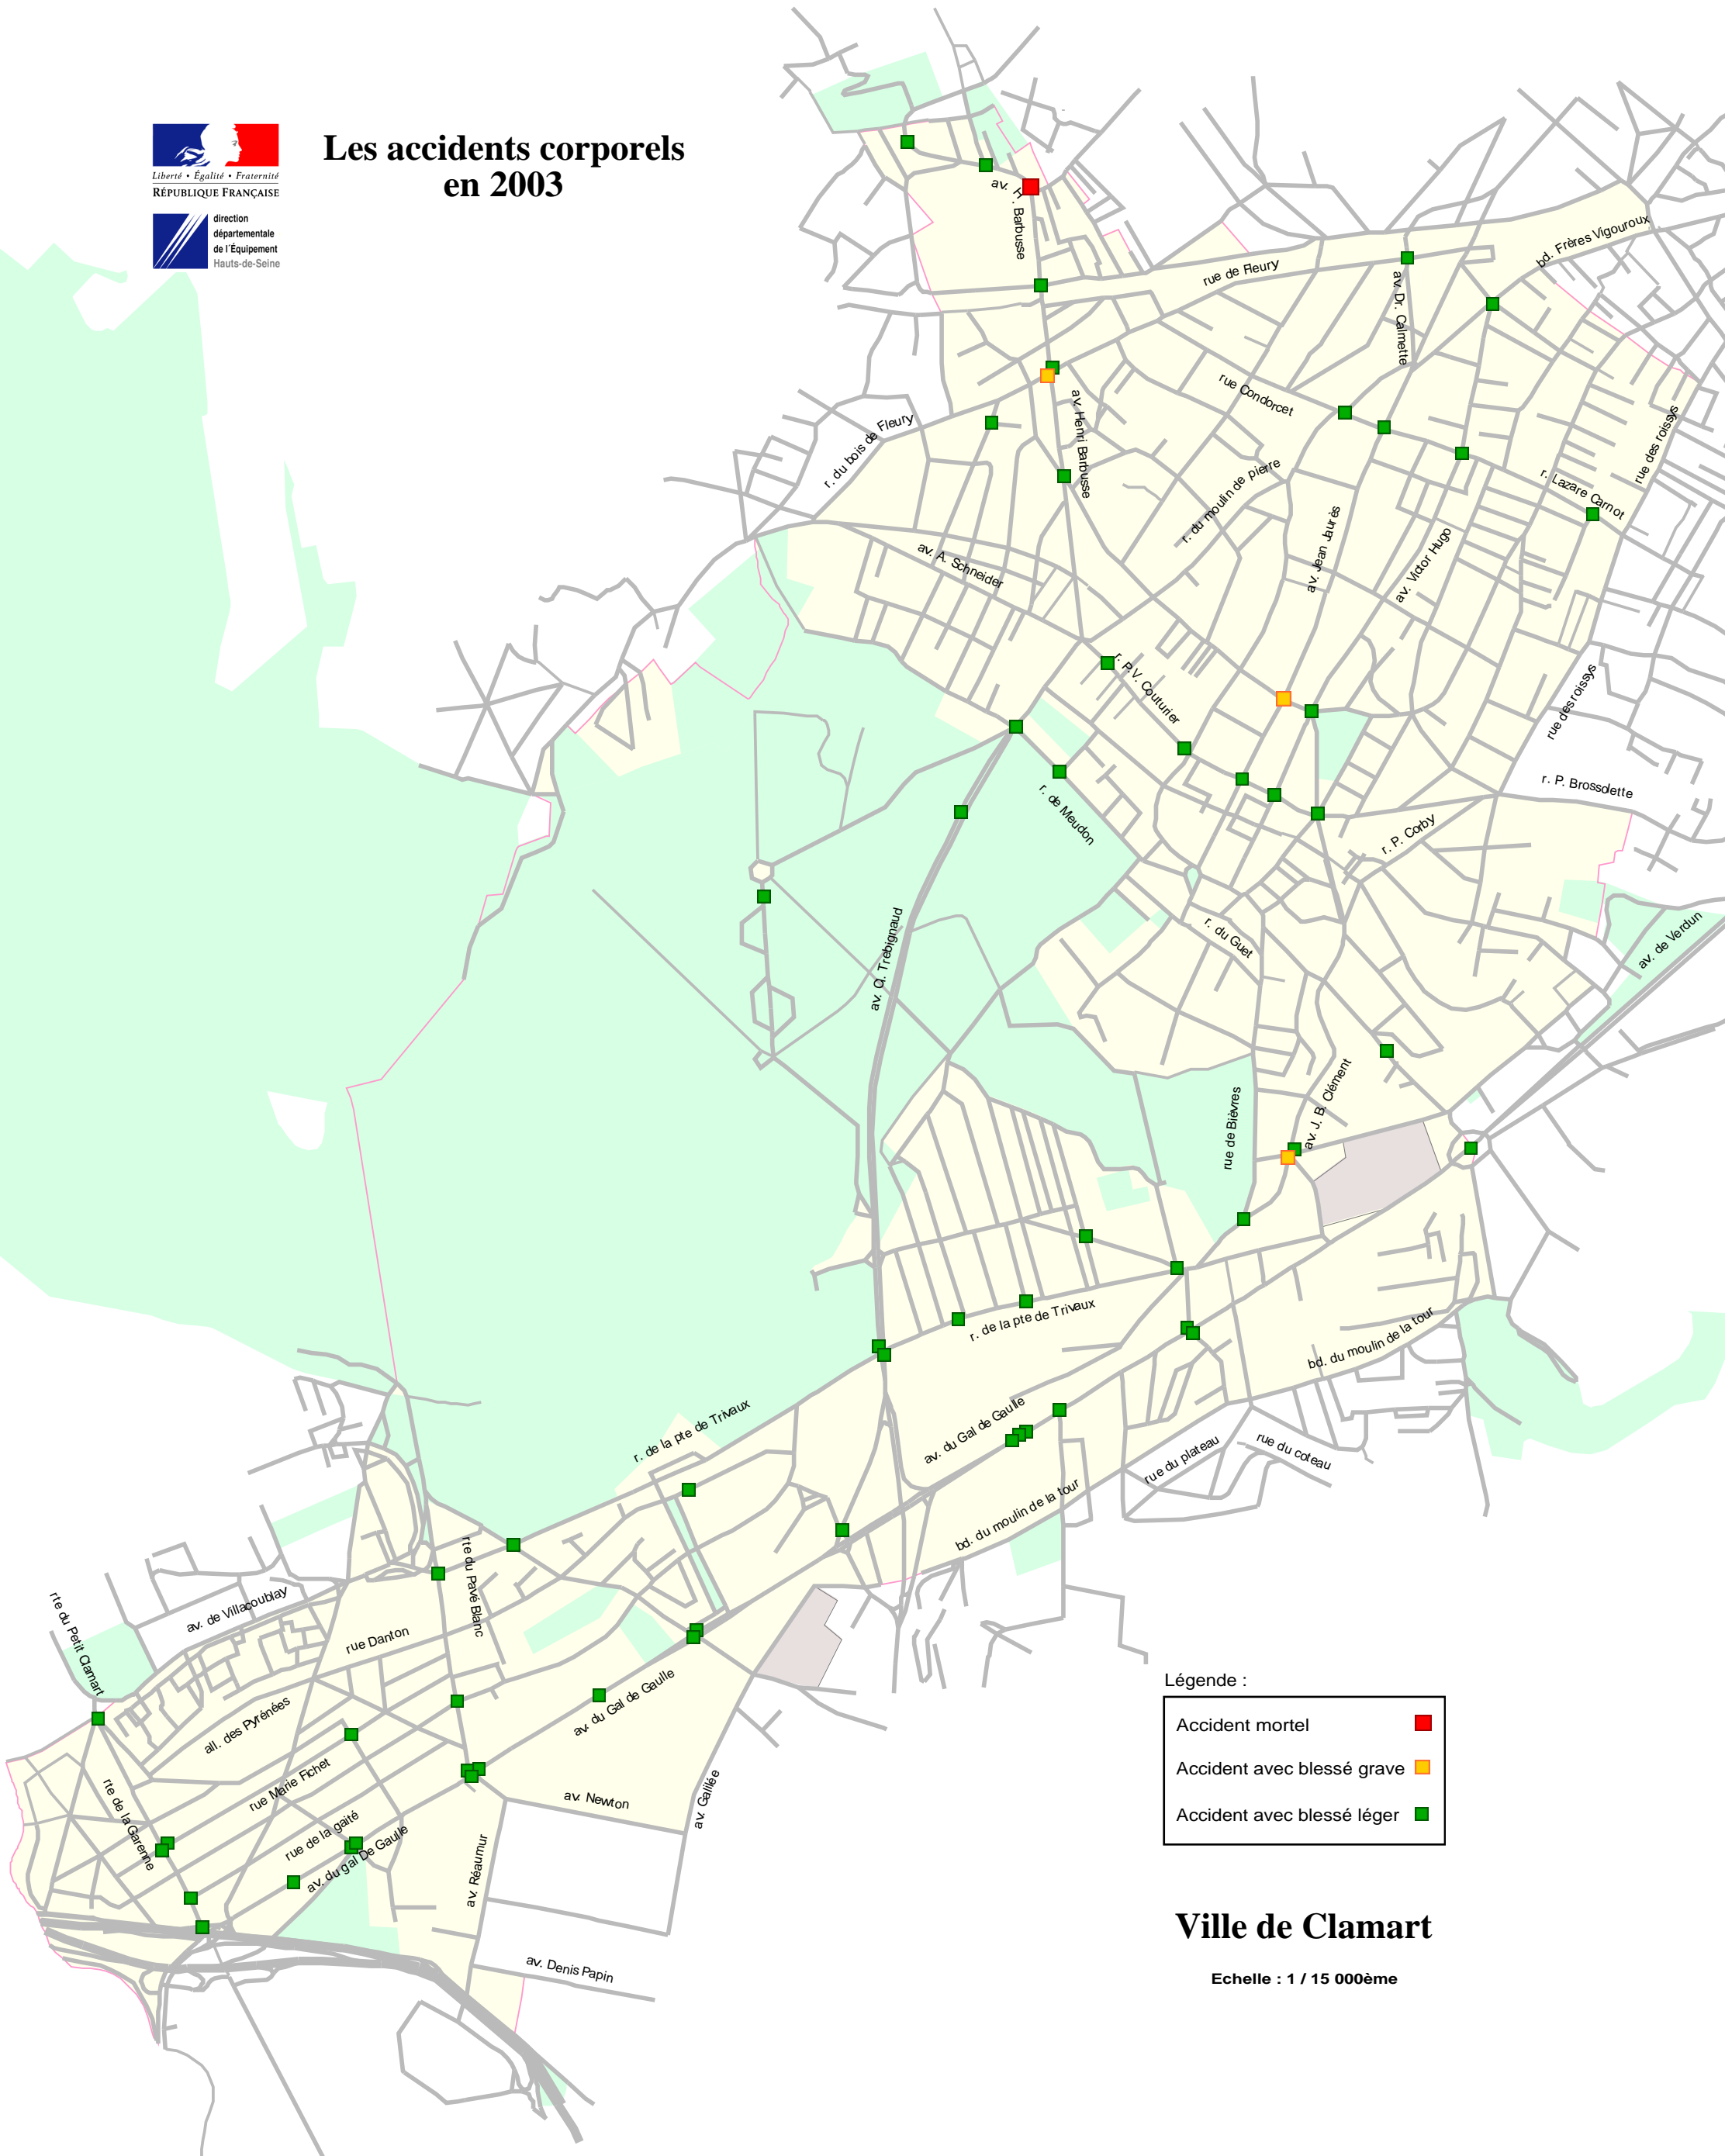 Liberté • Égalité • Fraternité
RÉPUBLIQUE FRANÇAISE
direction
départementale
de l'Équipement
Hauts-de-Seine
Les accidents corporels
en 2003
av. H. Barbusse
rue de Fleury
bd. Frères Vigouroux
av. Dr. Calmette
rue Condorcet
av. Henri Barbusse
r. du bois de Fleury
rue des roissys
r. du moulin de pierre
r. Lazare Carnot
av. Jean Jaurès
av. Victor Hugo
av. A. Schneider
r. P.V. Couturier
rue des roissys
r. P. Brossolette
r. de Meudon
r. P. Corby
r. du Guet
av. de Verdun
av. Cl. Trébignaud
rue de Bièvres
av. J. B. Clément
r. de la pte de Trivaux
bd. du moulin de la tour
r. de la pte de Trivaux
av. du Gal de Gaulle
rue du plateau
rue du coteau
bd. du moulin de la tour
rte du Pavé Blanc
rte du Petit Clamart
av. de Villacoublay
rue Danton
all. des Pyrénées
av. du Gal de Gaulle
rue Marie Fichet
rte de la Garenne
rue de la gaité
av. du gal De Gaulle
av. Newton
av. Galilée
av. Réaumur
av. Denis Papin
Légende :
Accident mortel
Accident avec blessé grave
Accident avec blessé léger
Ville de Clamart
Echelle : 1 / 15 000ème